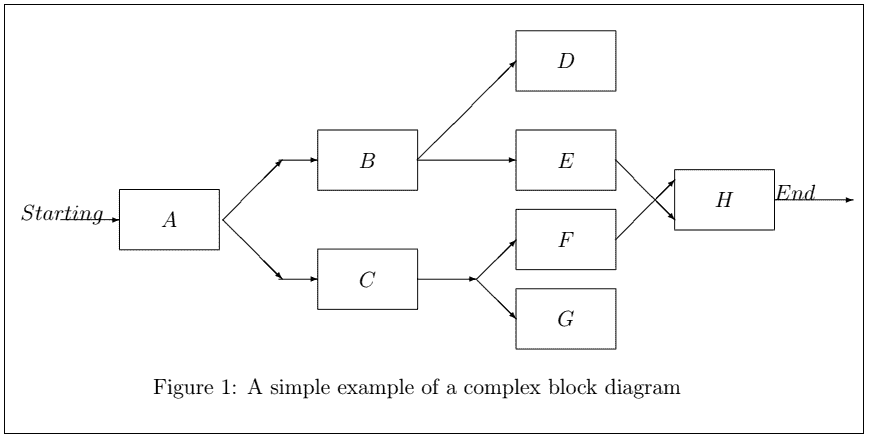 D
B
E
Starting
A
H
End
F
C
G
Figure 1: A simple example of a complex block diagram